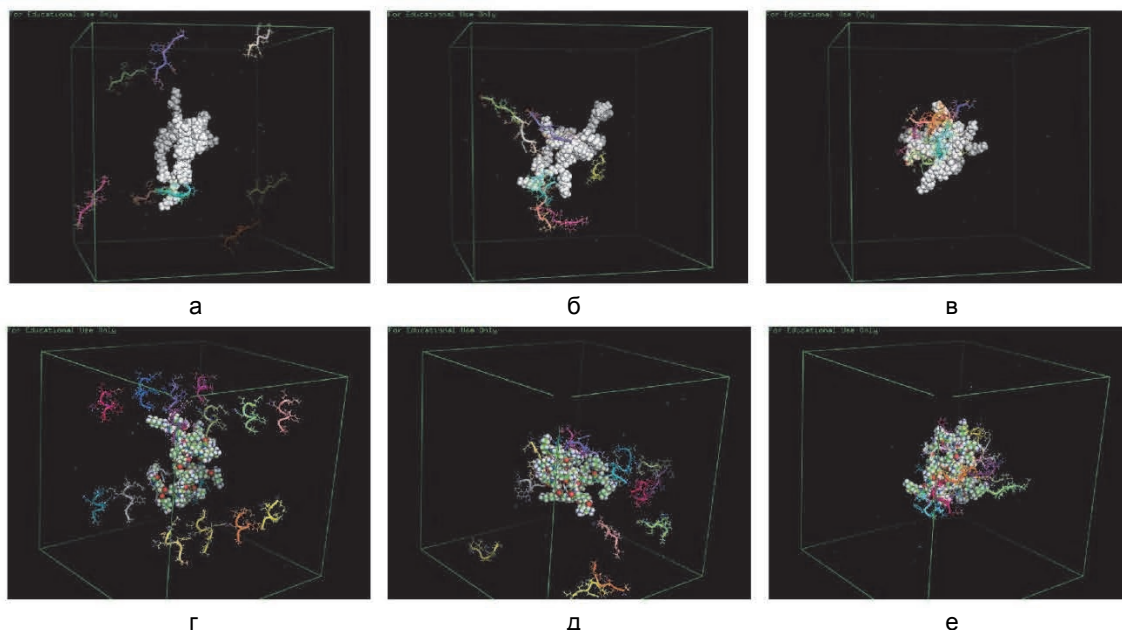 For Educational Use Only
For Educational Use Only
For Educational Use Only
а
б
в
For Educational Use Only
For Educational Use Only
For Educational Use Only
г
д
е